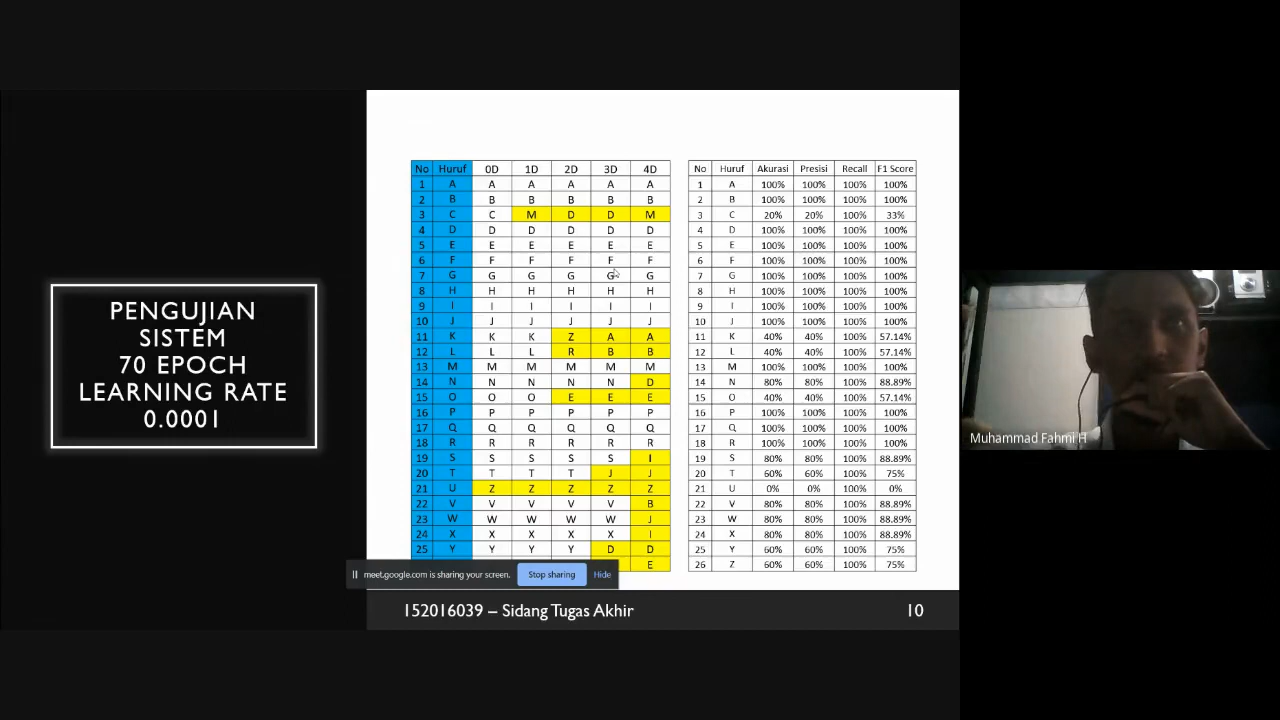 PENGUJIAN
SISTEM
70 EPOCH
LEARNING RATE
0.0001
No Huruf 0D 1D 2D 3D 4D
1 A A A A A A
2 B B B B B B
3 C C M D D M
4 D D D D D D
5 E E E E E E
6 F F F F F F
7 G G G G G G
8 H H H H H H
9 I I I I I I
10 J J J J J J
11 K K K Z A A
12 L L L R B B
13 M M M M M M
14 N N N N N D
15 O O O E E E
16 P P P P P P
17 Q Q Q Q Q Q
18 R R R R R R
19 S S S S S I
20 T T T T J J
21 U Z Z Z Z Z
22 V V V V V B
23 W W W W W J
24 X X X X X I
25 Y Y Y Y D D
E
No Huruf Akurasi Presisi Recall F1 Score
1 A 100% 100% 100% 100%
2 B 100% 100% 100% 100%
3 C 20% 20% 100% 33%
4 D 100% 100% 100% 100%
5 E 100% 100% 100% 100%
6 F 100% 100% 100% 100%
7 G 100% 100% 100% 100%
8 H 100% 100% 100% 100%
9 I 100% 100% 100% 100%
10 J 100% 100% 100% 100%
11 K 40% 40% 100% 57.14%
12 L 40% 40% 100% 57.14%
13 M 100% 100% 100% 100%
14 N 80% 80% 100% 88.89%
15 O 40% 40% 100% 57.14%
16 P 100% 100% 100% 100%
17 Q 100% 100% 100% 100%
18 R 100% 100% 100% 100%
19 S 80% 80% 100% 88.89%
20 T 60% 60% 100% 75%
21 U 0% 0% 100% 0%
22 V 80% 80% 100% 88.89%
23 W 80% 80% 100% 88.89%
24 X 80% 80% 100% 88.89%
25 Y 60% 60% 100% 75%
26 Z 60% 60% 100% 75%
meet.google.com is sharing your screen. Stop sharing Hide
152016039 – Sidang Tugas Akhir 10
Muhammad Fahmi H